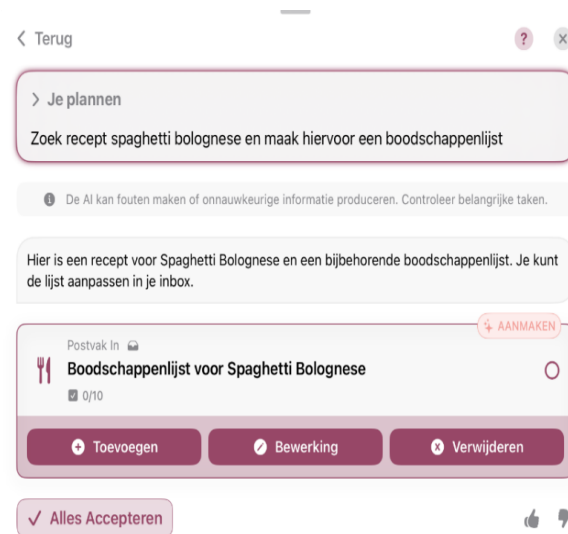 Terug
?
Je plannen
Zoek recept spaghetti bolognese en maak hiervoor een boodschappenlijst
De AI kan fouten maken of onnauwkeurige informatie produceren. Controleer belangrijke taken.
Hier is een recept voor Spaghetti Bolognese en een bijbehorende boodschappenlijst. Je kunt
de lijst aanpassen in je inbox.
AANMAKEN
Postvak In
Boodschappenlijst voor Spaghetti Bolognese
0/10
Toevoegen
Bewerking
Verwijderen
Alles Accepteren